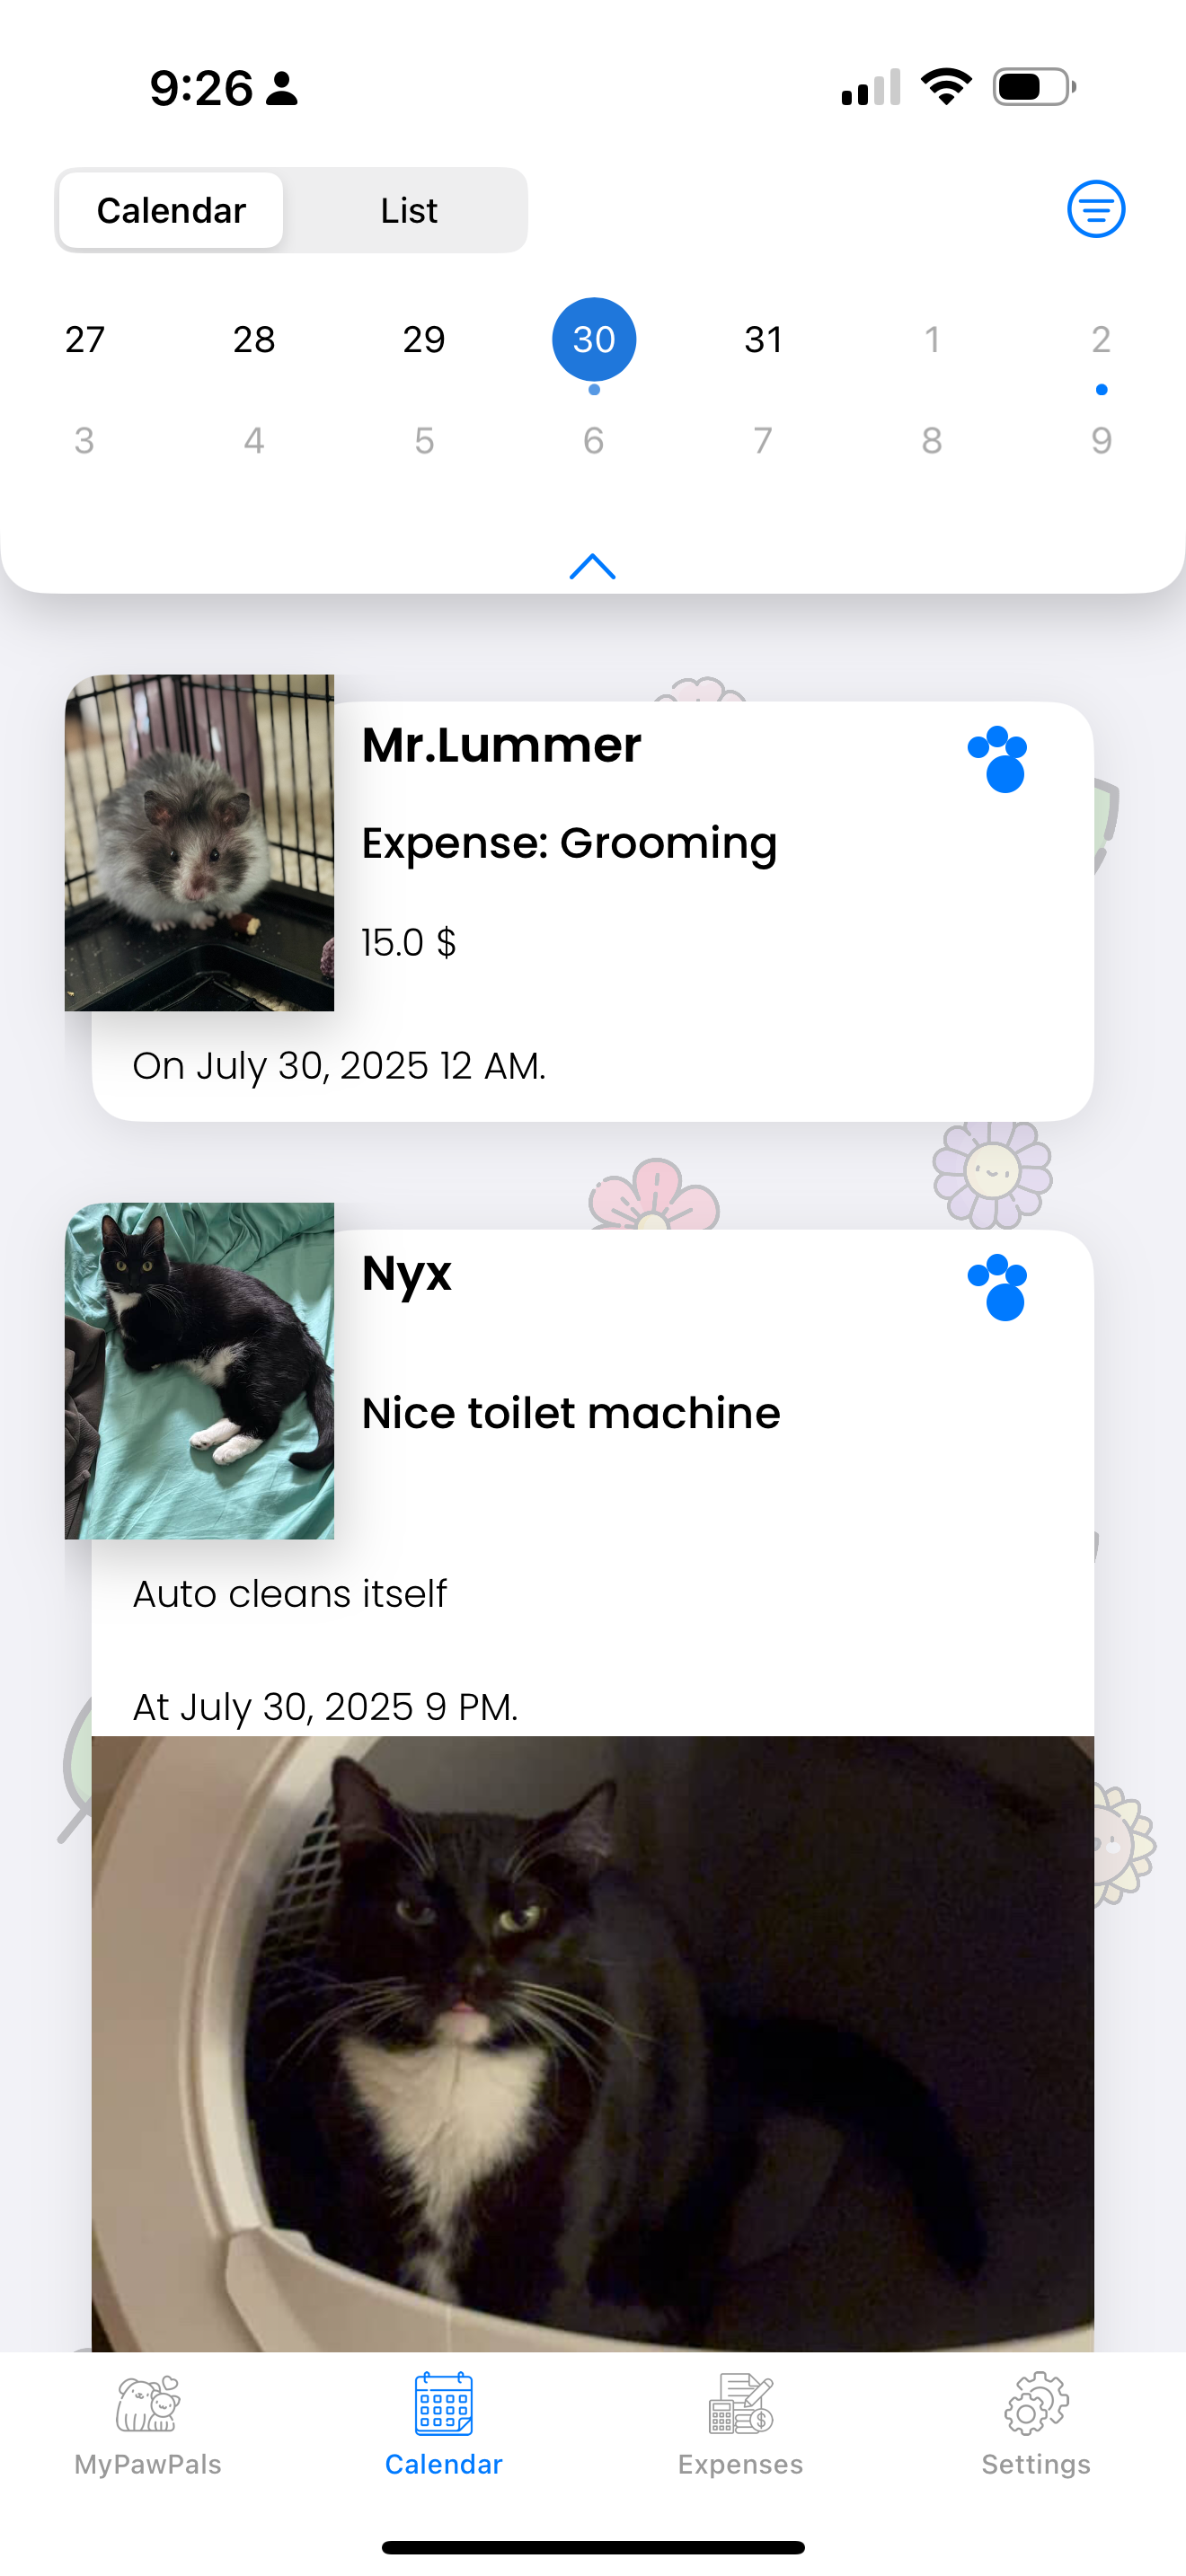 9:26
Calendar List
27 28 29 30 31 1 2
3 4 5 6 7 8 9
Mr.Lummer
Expense: Grooming
15.0 $
On July 30, 2025 12 AM.
Nyx
Nice toilet machine
Auto cleans itself
At July 30, 2025 9 PM.
MyPawPals Calendar Expenses Settings